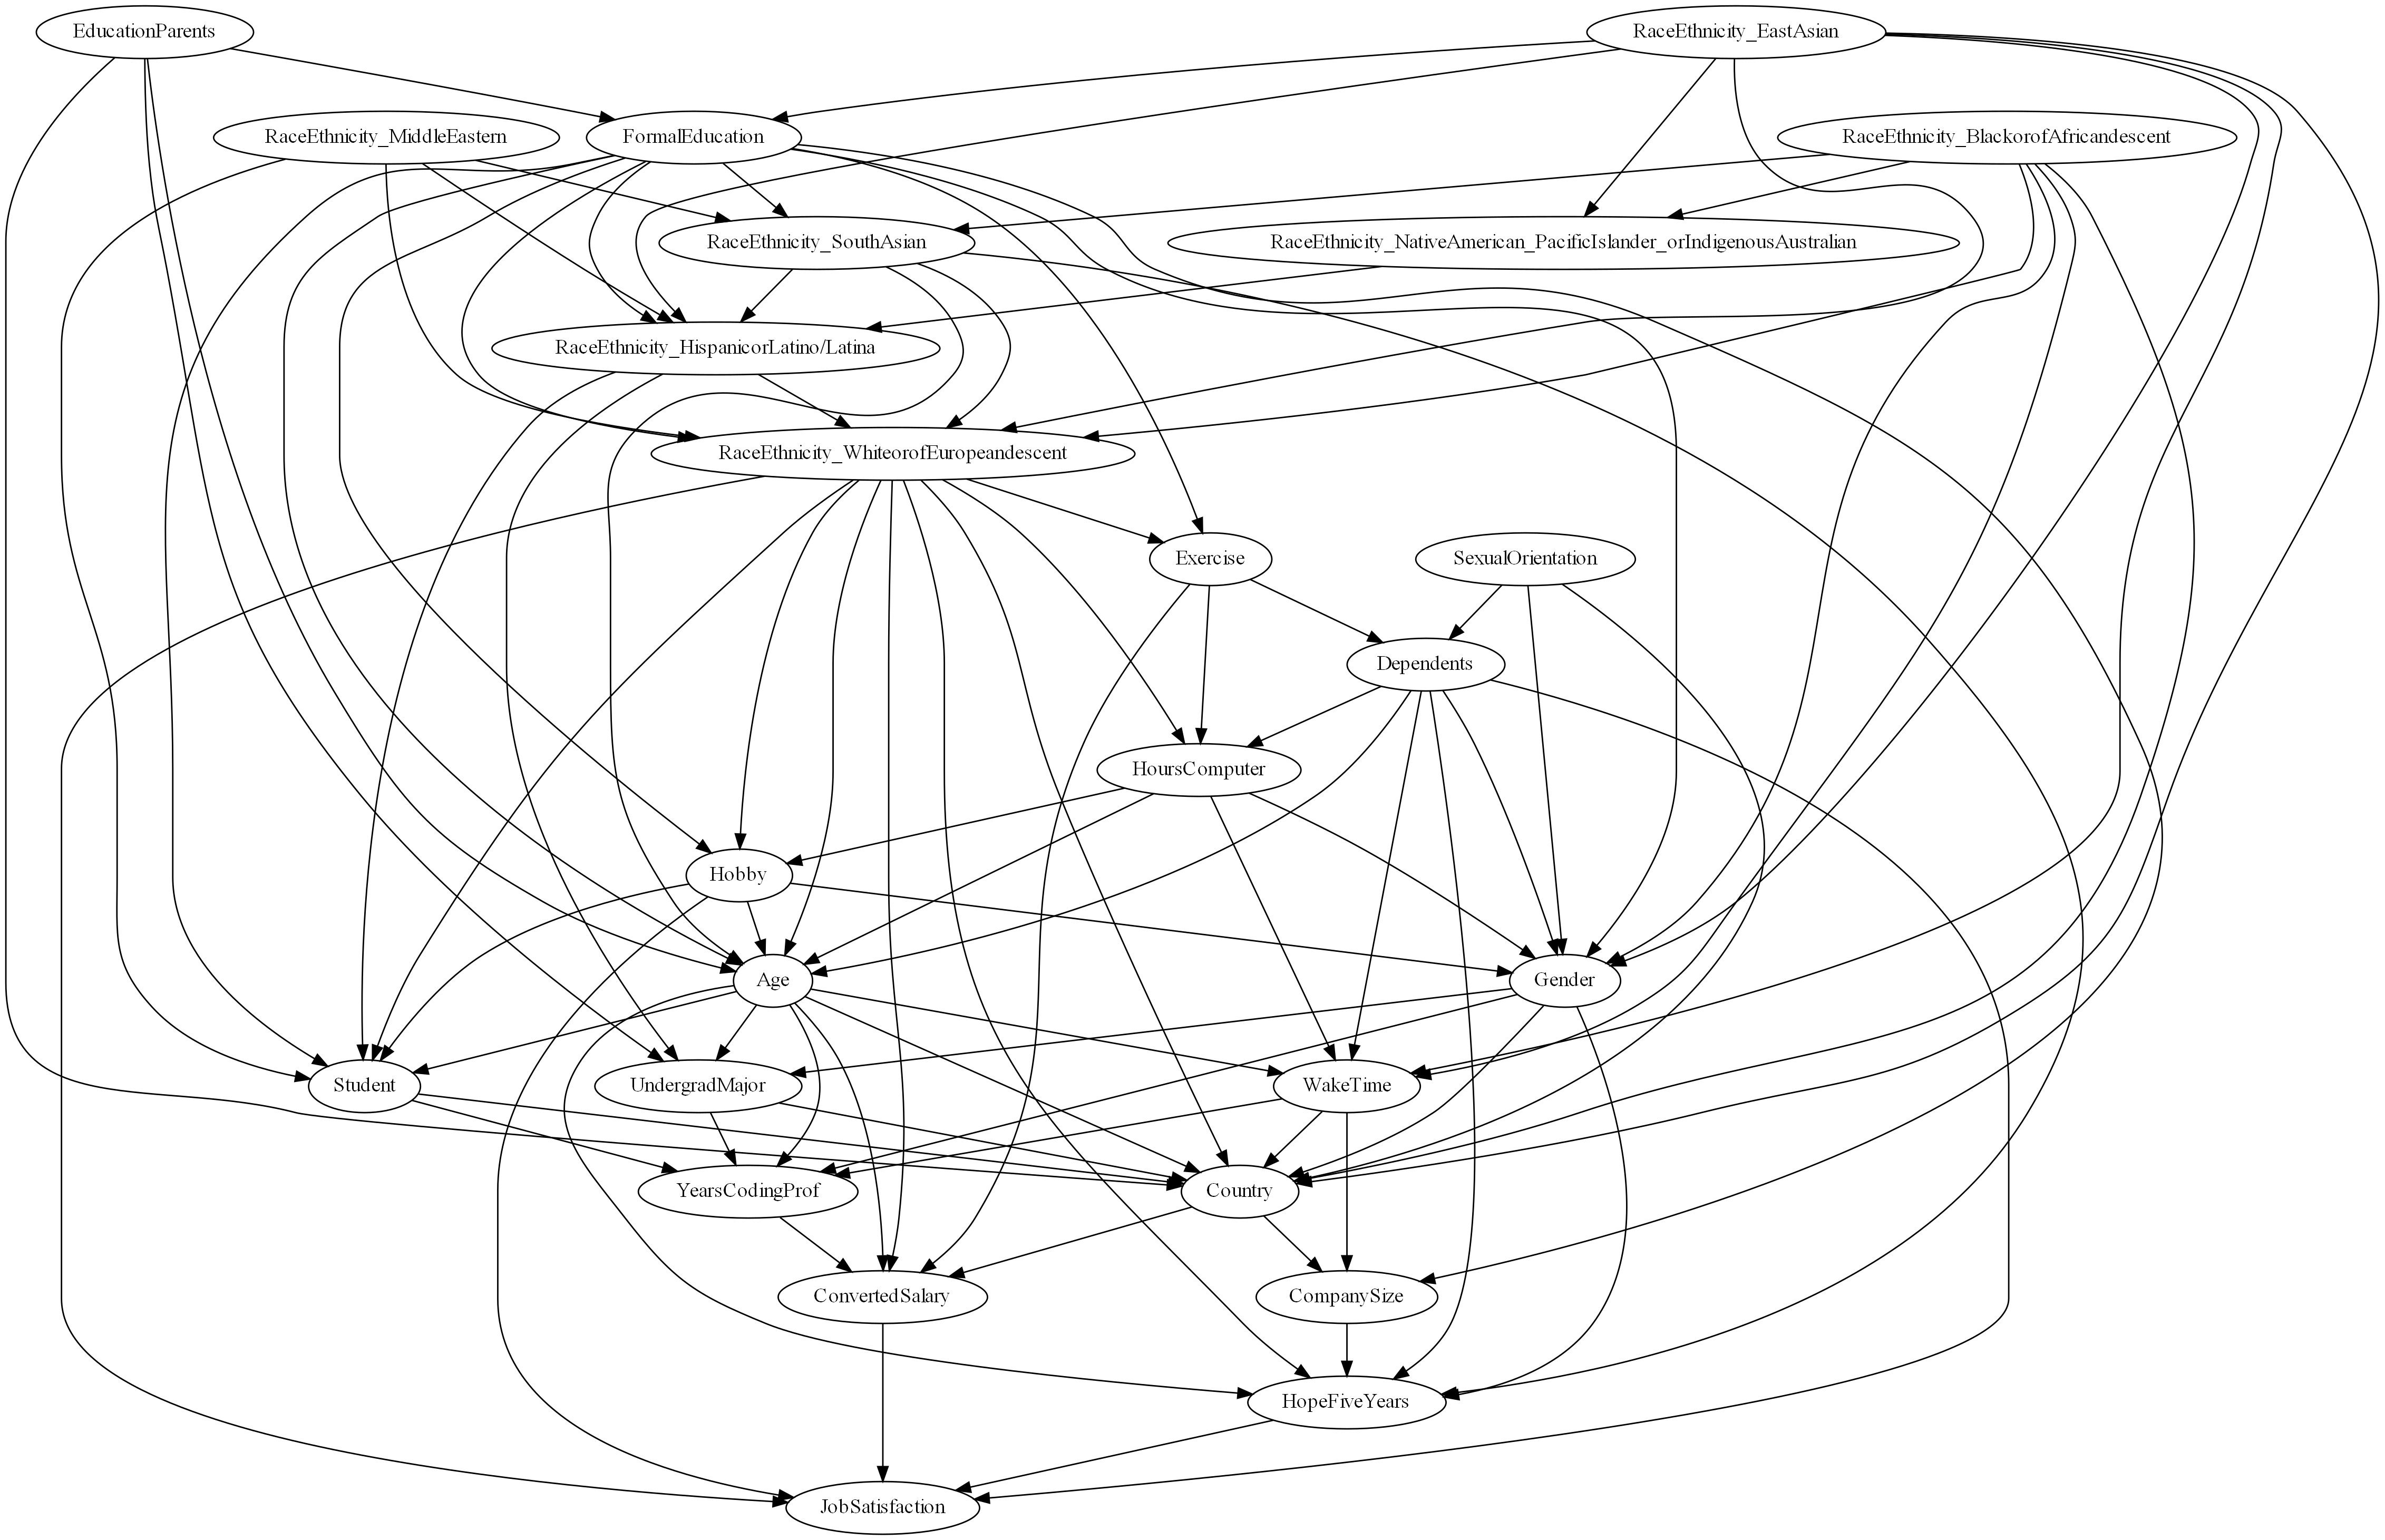 EducationParents
RaceEthnicity_EastAsian
RaceEthnicity_MiddleEastern
FormalEducation
RaceEthnicity_BlackorofAfricandescent
RaceEthnicity_SouthAsian
RaceEthnicity_NativeAmerican_PacificIslander_orIndigenousAustralian
RaceEthnicity_HispanicorLatino/Latina
RaceEthnicity_WhiteorofEuropeandescent
Exercise
SexualOrientation
Dependents
HoursComputer
Hobby
Age
Gender
Student
UndergradMajor
WakeTime
YearsCodingProf
Country
ConvertedSalary
CompanySize
HopeFiveYears
JobSatisfaction